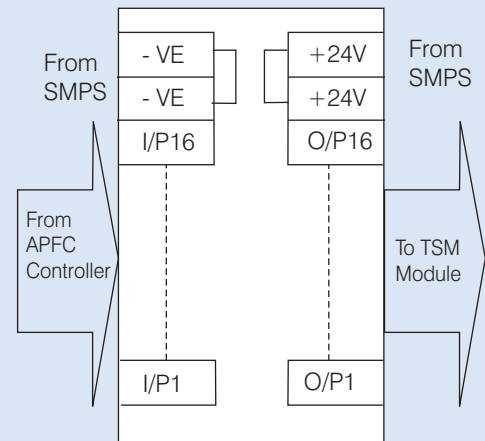 From
SMPS
- VE
- VE
I/P16
+24V
+24V
O/P16
From
SMPS
From
APFC
Controller
To TSM
Module
I/P1
O/P1